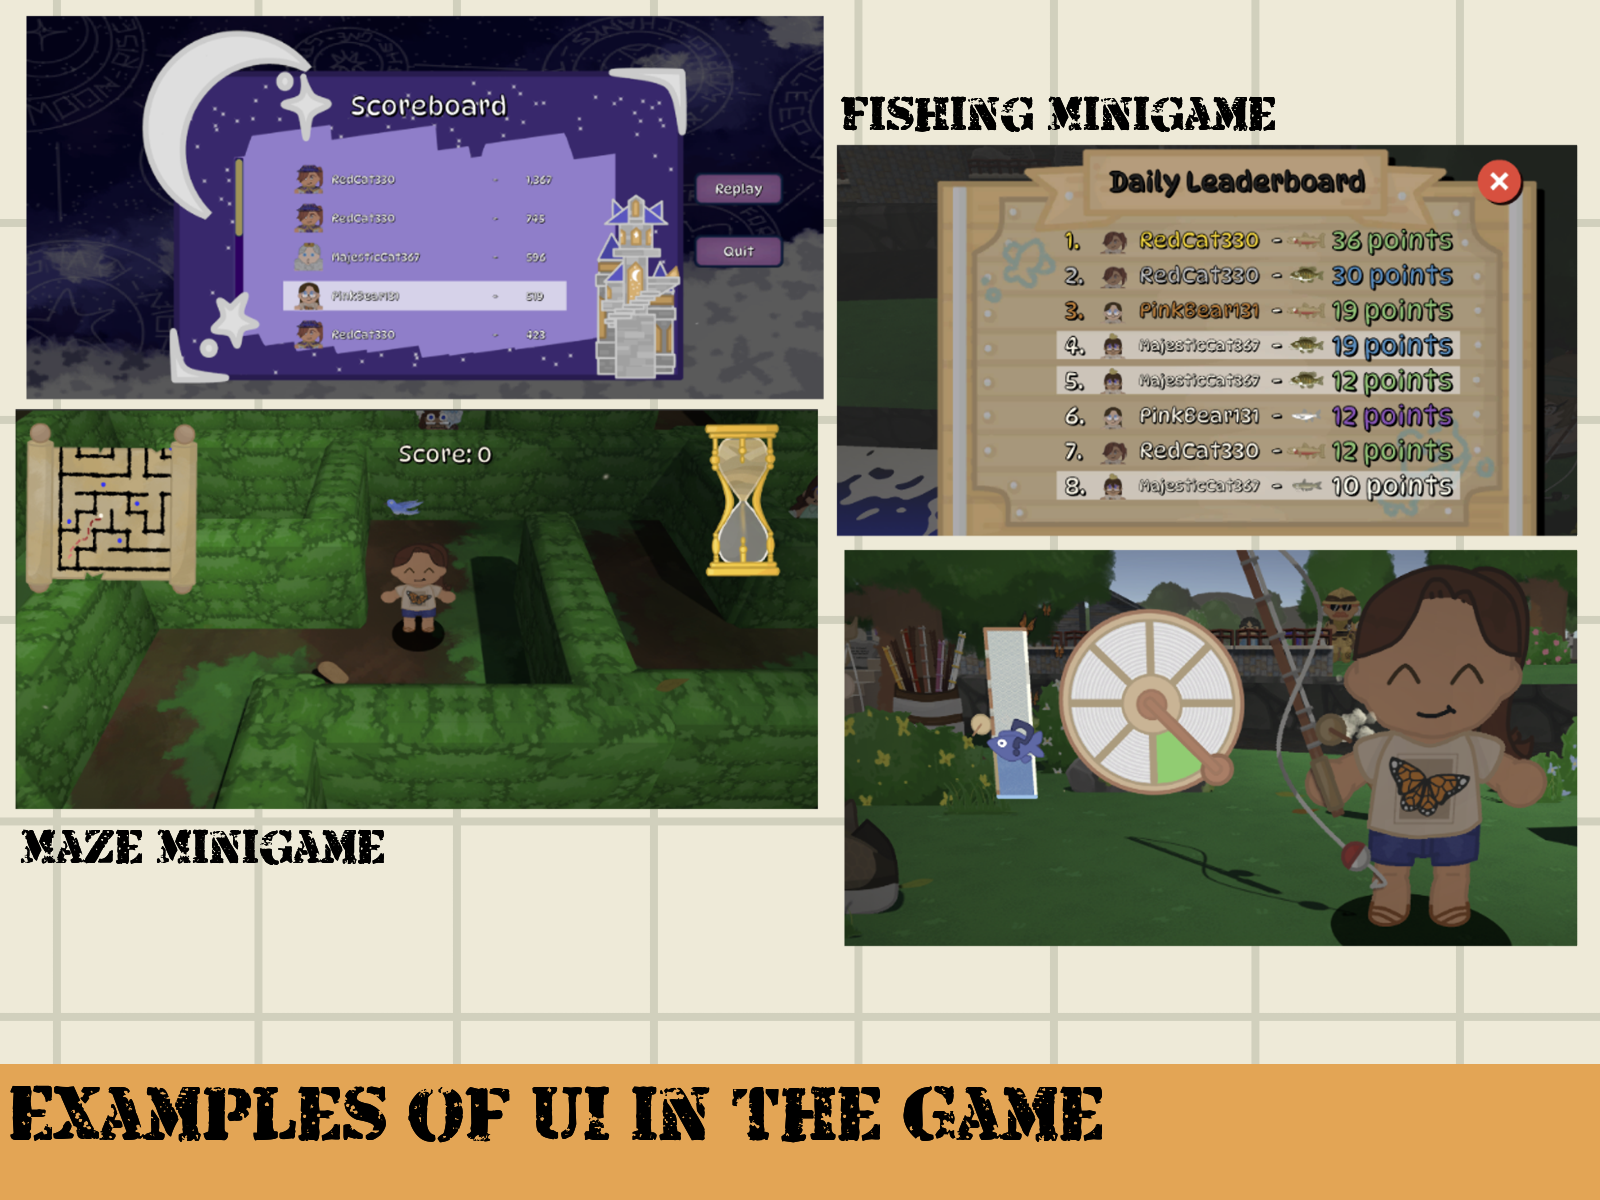 Scoreboard
RedCat330 - 1,367
RedCat330 - 745
MajesticCat367 - 596
PinkBear131 - 519
RedCat330 - 423
Replay
Quit
Score: 0
MAZE MINIGAME
FISHING MINIGAME
Daily Leaderboard
1. RedCat330 - 36 points
2. RedCat330 - 30 points
3. PinkBear131 - 19 points
4. MajesticCat367 - 19 points
5. MajesticCat367 - 12 points
6. PinkBear131 - 12 points
7. RedCat330 - 12 points
8. MajesticCat367 - 10 points
EXAMPLES OF UI IN THE GAME